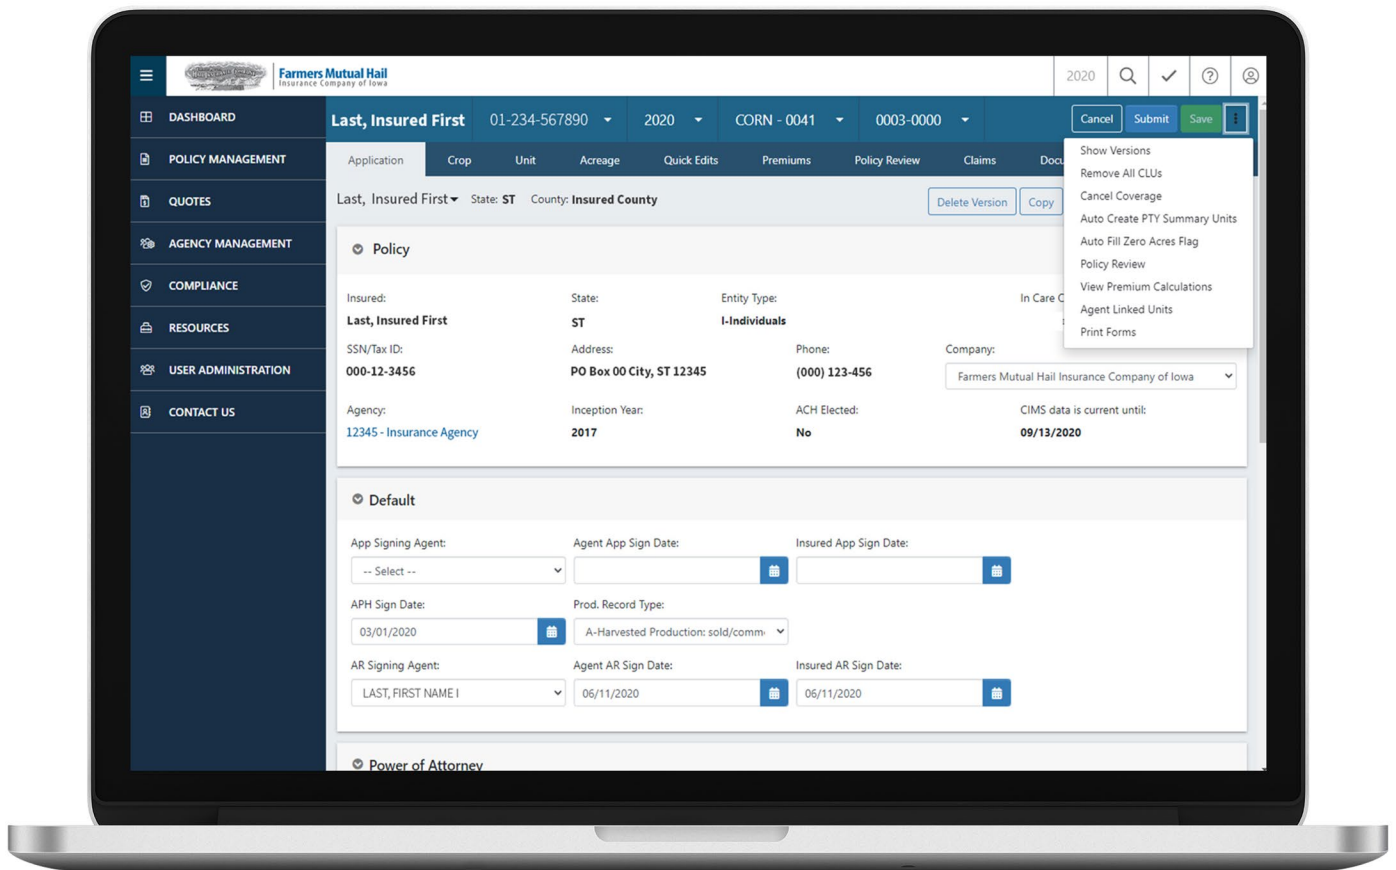 Farmers Mutual Hail
Insurance Company of Iowa
2020
DASHBOARD
POLICY MANAGEMENT
QUOTES
AGENCY MANAGEMENT
COMPLIANCE
RESOURCES
USER ADMINISTRATION
CONTACT US
Last, Insured First 01-234-567890 2020 CORN - 0041 0003-0000 Cancel Submit Save
Application Crop Unit Acreage Quick Edits Premiums Policy Review Claims Docu
Last, Insured First State: ST County: Insured County Delete Version Copy
Show Versions
Remove All CLUs
Cancel Coverage
Auto Create PTY Summary Units
Auto Fill Zero Acres Flag
Policy Review
View Premium Calculations
Agent Linked Units
Print Forms
Policy
Insured: State: Entity Type: In Care
Last, Insured First ST I-Individuals
SSN/Tax ID: Address: Phone: Company:
000-12-3456 PO Box 00 City, ST 12345 (000) 123-456 Farmers Mutual Hail Insurance Company of Iowa
Agency: Inception Year: ACH Elected: CIMS data is current until:
12345 - Insurance Agency 2017 No 09/13/2020
Default
App Signing Agent: Agent App Sign Date: Insured App Sign Date:
-- Select --
APH Sign Date: Prod. Record Type:
03/01/2020 A-Harvested Production: sold/comm
AR Signing Agent: Agent AR Sign Date: Insured AR Sign Date:
LAST, FIRST NAME I 06/11/2020 06/11/2020
Power of Attorney